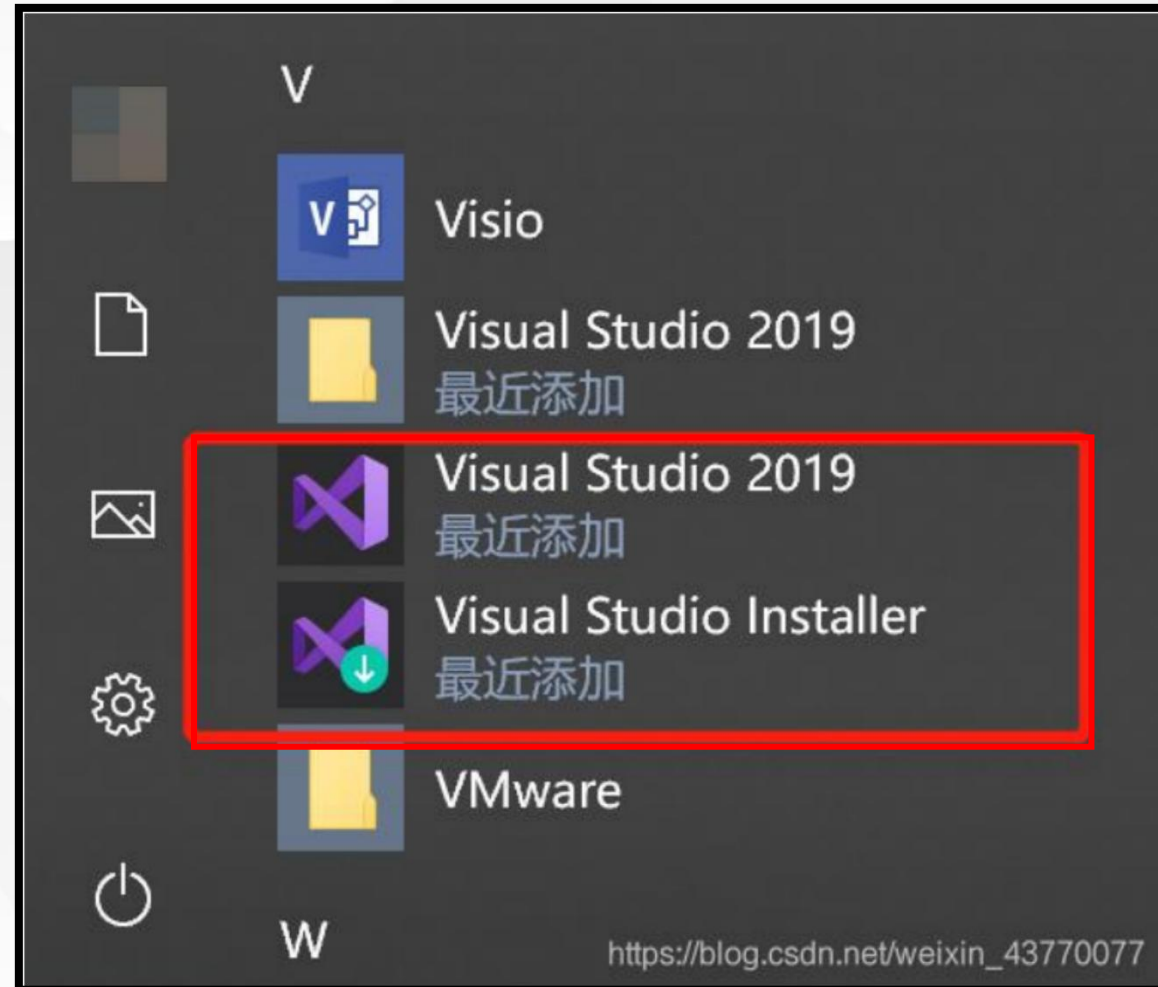 V
Visio
Visual Studio 2019
最近添加
Visual Studio 2019
最近添加
Visual Studio Installer
最近添加
VMware
W
https://blog.csdn.net/weixin_43770077